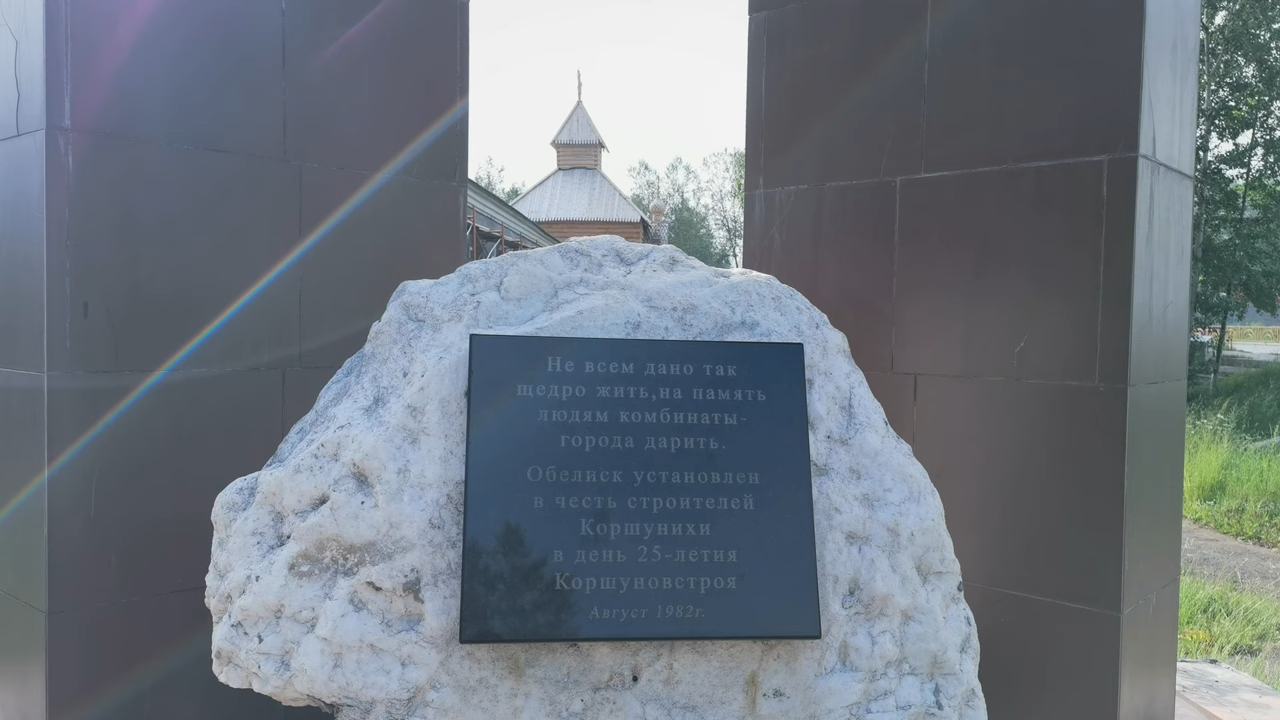 Не всем дано так
щедро жить,на память
людям комбинаты-
города дарить.
Обелиск установлен
в честь строителей
Коршунихи
в день 25-летия
Коршуновстроя
Август 1982г.